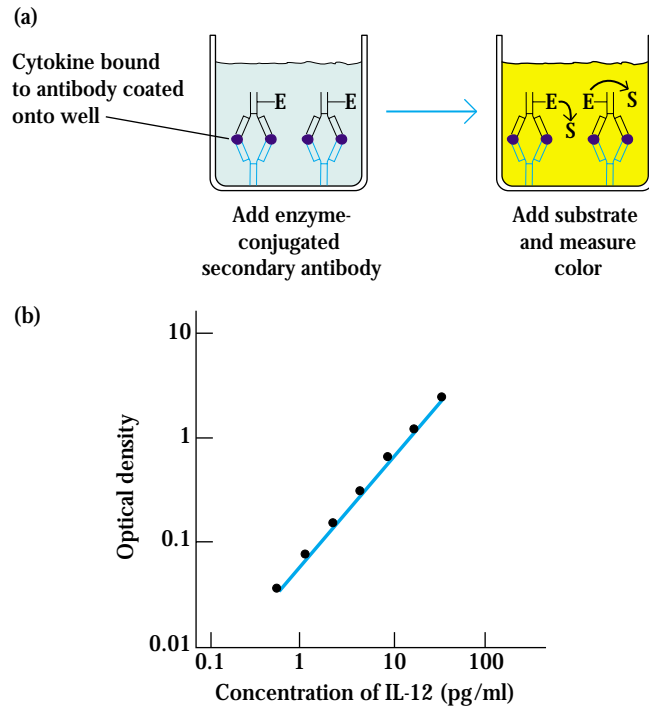 (a)
Cytokine bound
to antibody coated
onto well
E
E
E
S
E
S
Add enzyme-
conjugated
secondary antibody
Add substrate
and measure
color
(b)
Optical density
10
1
0.1
0.01
0.1
1
10
100
Concentration of IL-12 (pg/ml)